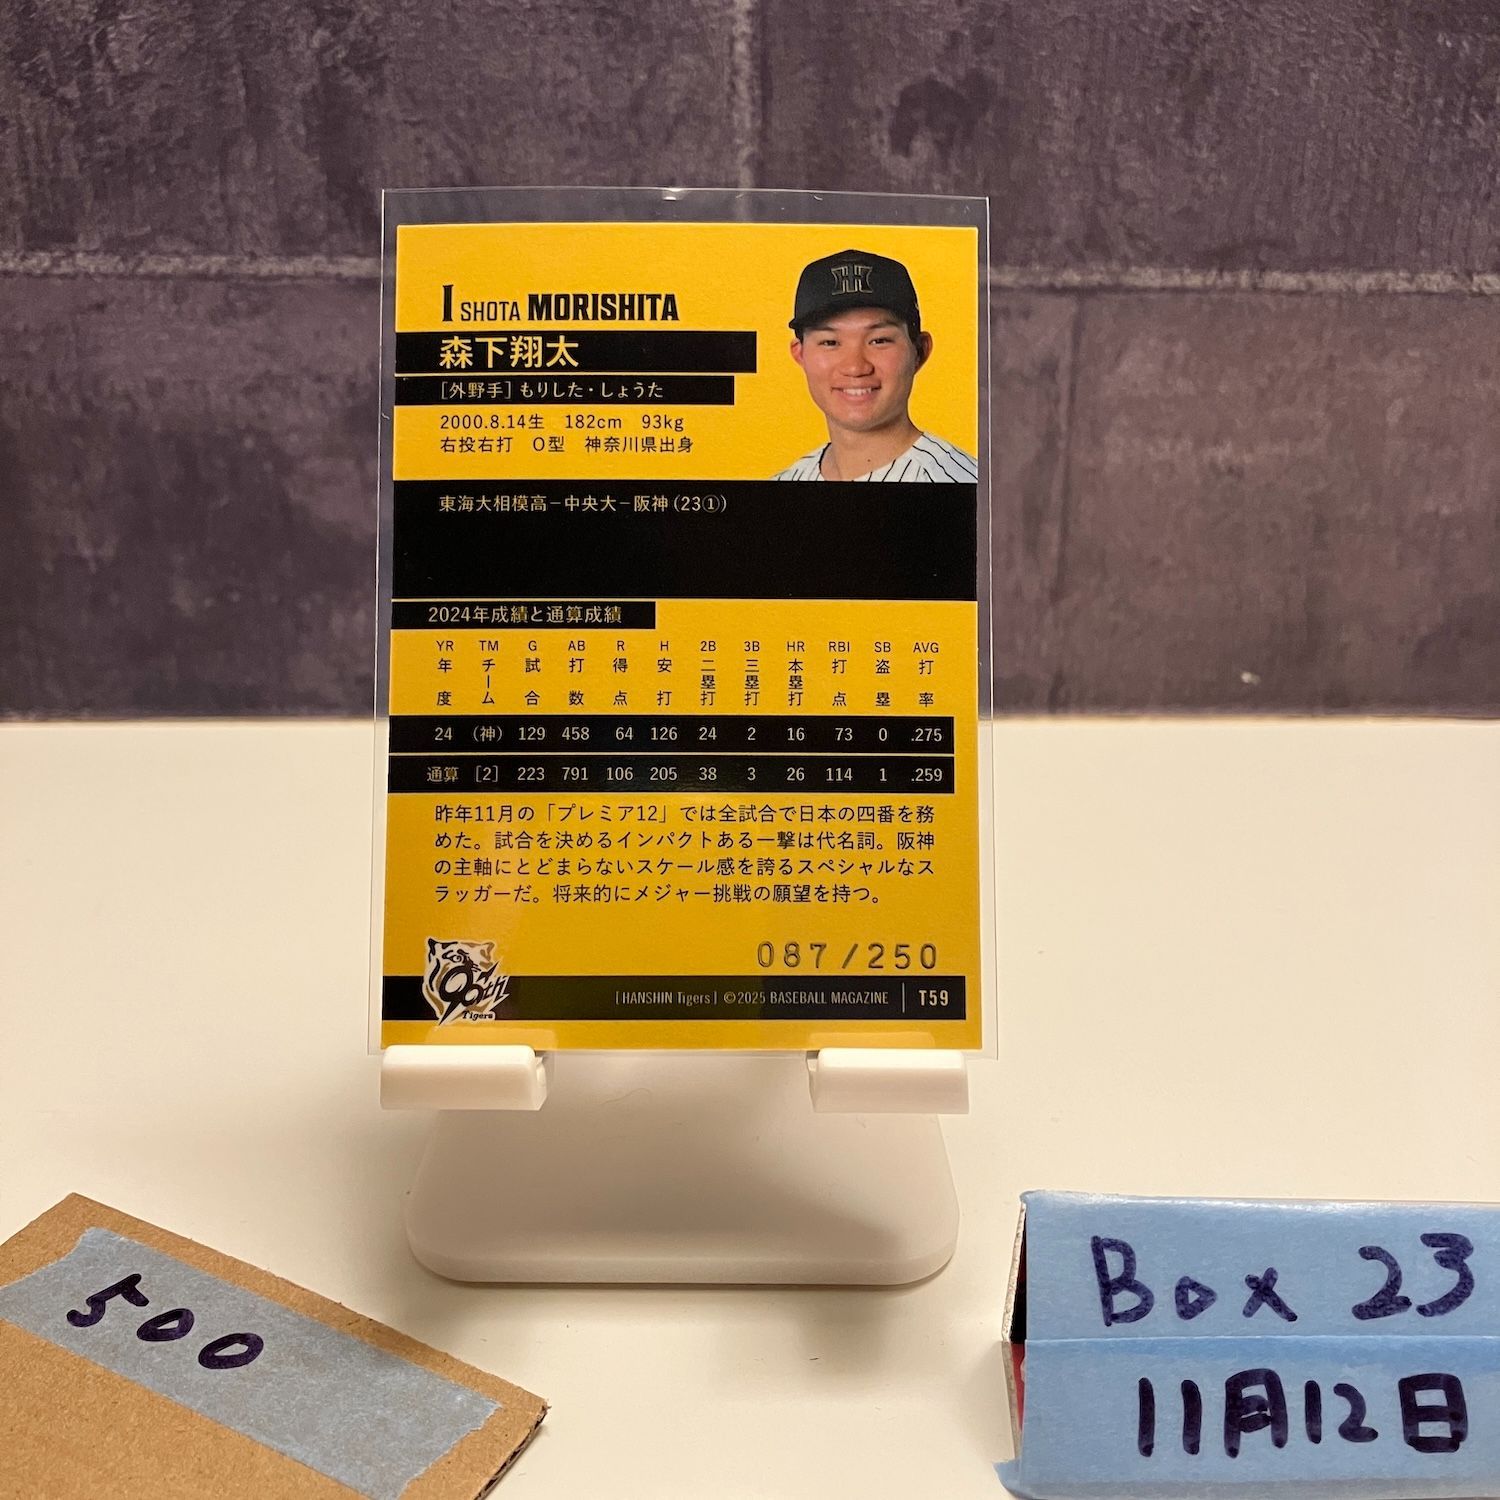 1 SHOTA MORISHITA
森下翔太
[外野手] もりした・しょうた
2000.8.14生 182cm 93kg
右投右打 O型 神奈川県出身
東海大相模高−中央大−阪神(23①)
2024年成績と通算成績
YR TM G AB R H 2B 3B HR RBI SB AVG
年度 チーム 試合 打数 得点 安打 二塁打 三塁打 本塁打 打点 盗塁 打率
24 (神) 129 458 64 126 24 2 16 73 0 .275
通算 [2] 223 791 106 205 38 3 26 114 1 .259
昨年11月の「プレミア12」では全試合で日本の四番を務
めた。試合を決めるインパクトある一撃は代名詞。阪神
の主軸にとどまらないスケール感を誇るスペシャルなス
ラッガーだ。将来的にメジャー挑戦の願望を持つ。
087/250
90th
Tigers
[HANSHIN Tigers] ©2025 BASEBALL MAGAZINE T59
500
Box 23
11月12日